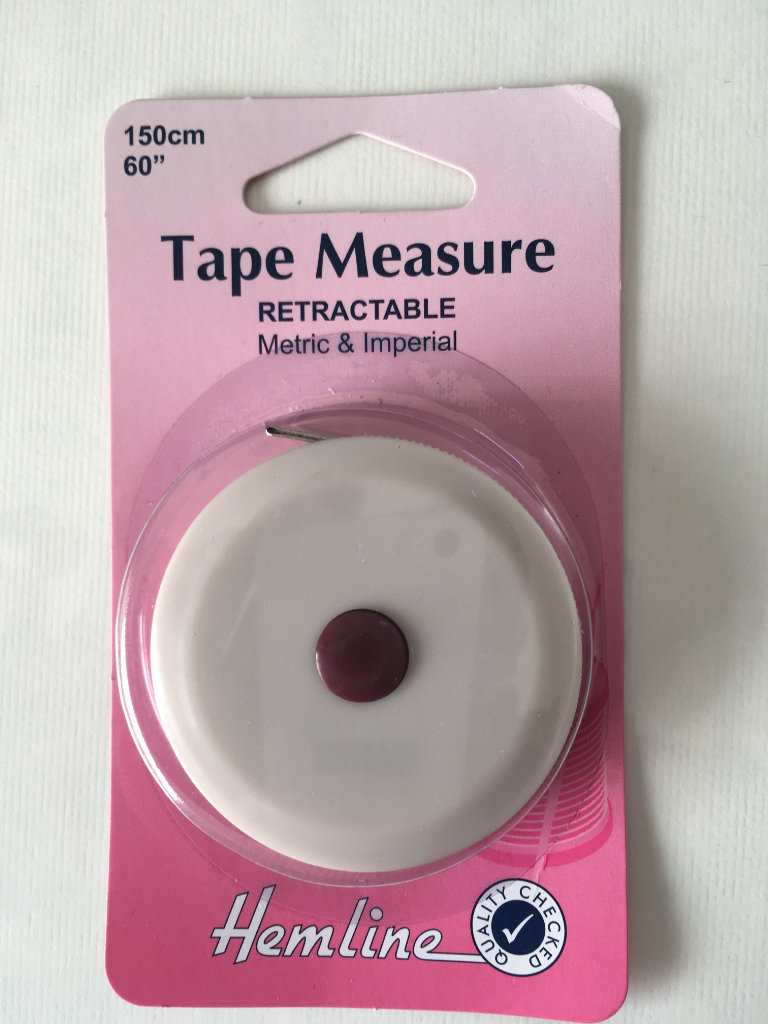 150cm
60”
Tape Measure
RETRACTABLE
Metric & Imperial
Hemline
QUALITY CHECKED